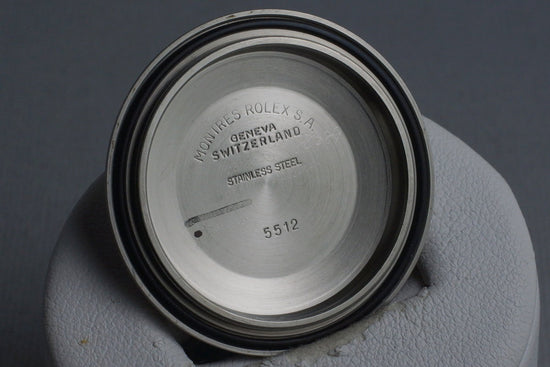 MONTRES ROLEX S.A.
GENEVA
SWITZERLAND
STAINLESS STEEL
5512